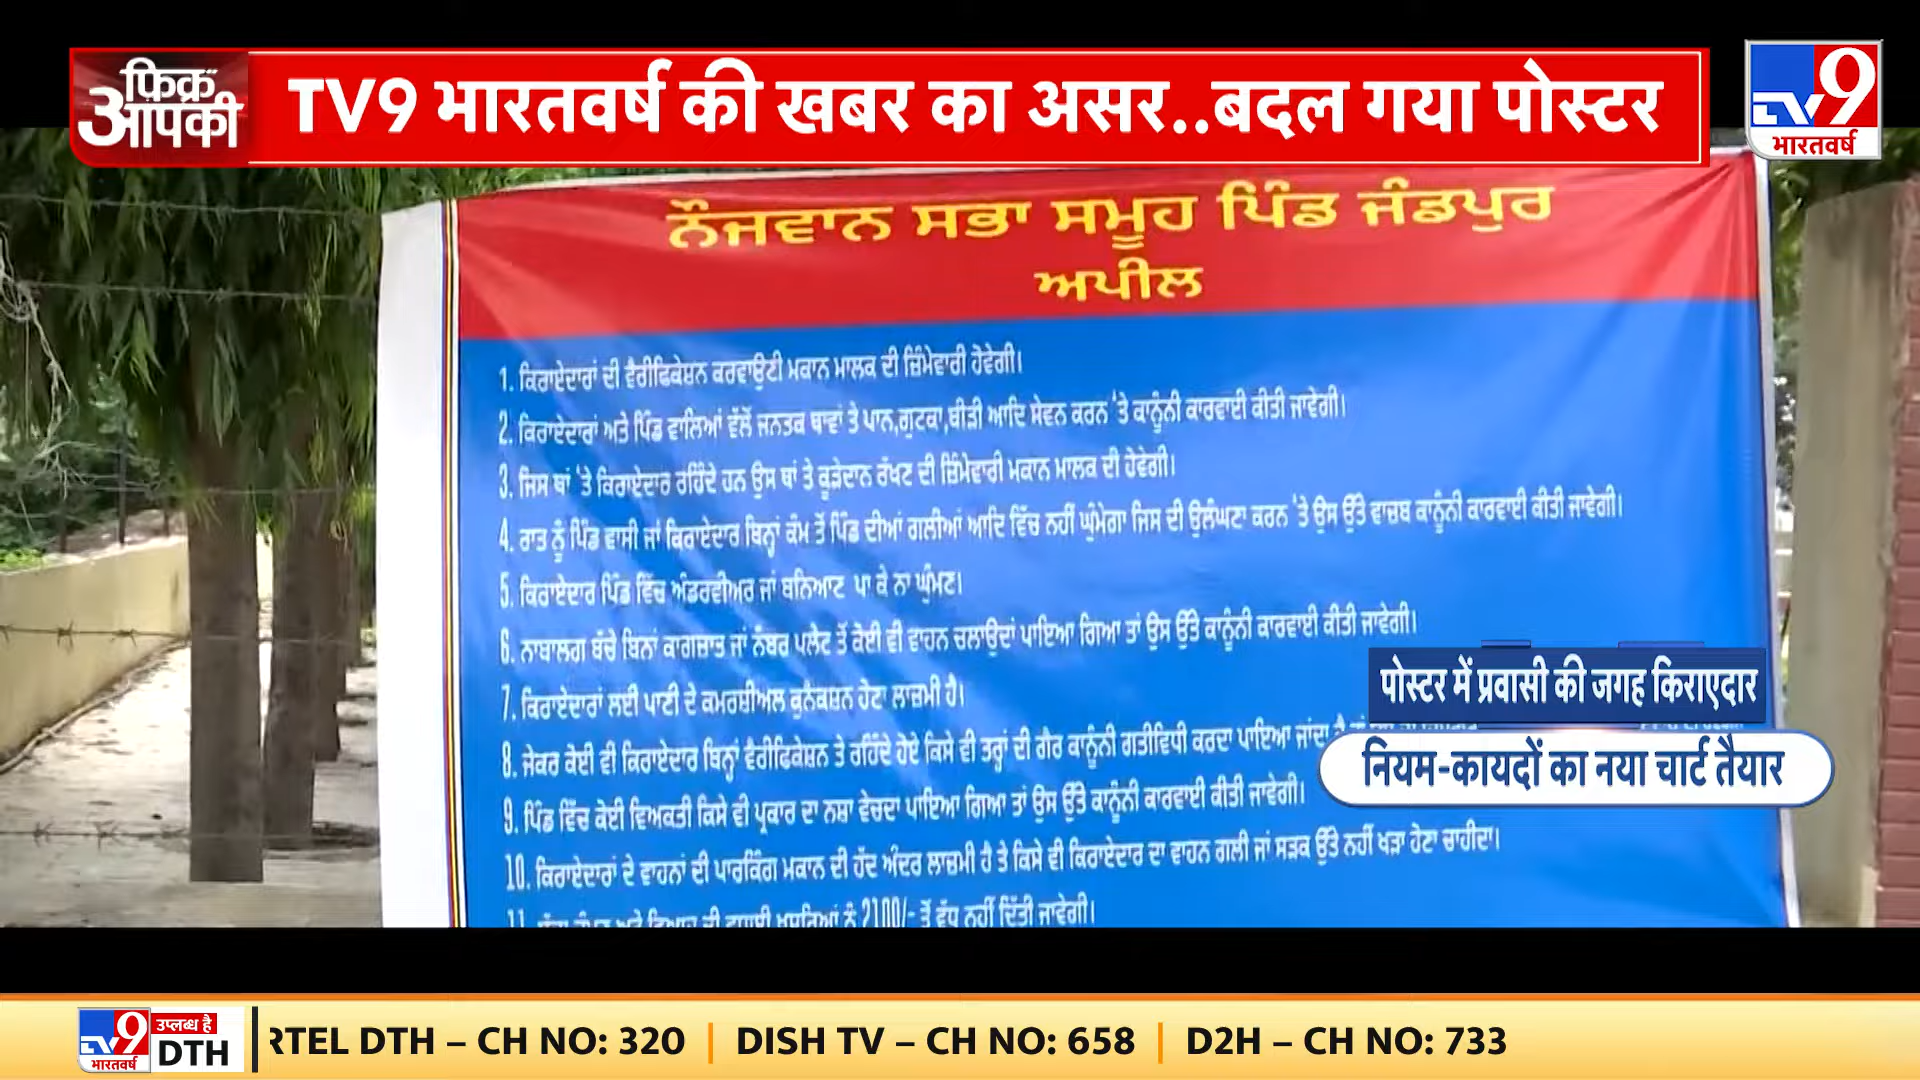 फिक्र आपकी
TV9 भारतवर्ष की खबर का असर..बदल गया पोस्टर
TV9 भारतवर्ष
ਨੌਜਵਾਨ ਸਭਾ ਸਮੂਹ ਪਿੰਡ ਜੰਡਪੁਰ
ਅਪੀਲ
1. ਕਿਰਾਏਦਾਰਾਂ ਦੀ ਵੈਰੀਫਿਕੇਸ਼ਨ ਕਰਵਾਉਣੀ ਮਕਾਨ ਮਾਲਕ ਦੀ ਜ਼ਿੰਮੇਵਾਰੀ ਹੋਵੇਗੀ।
2. ਕਿਰਾਏਦਾਰਾਂ ਅਤੇ ਪਿੰਡ ਵਾਲਿਆਂ ਵੱਲੋਂ ਜਨਤਕ ਥਾਵਾਂ ਤੇ ਪਾਨ,ਗੁਟਕਾ,ਬੀੜੀ ਆਦਿ ਸੇਵਨ ਕਰਨ 'ਤੇ ਕਾਨੂੰਨੀ ਕਾਰਵਾਈ ਕੀਤੀ ਜਾਵੇਗੀ।
3. ਜਿਸ ਥਾਂ 'ਤੇ ਕਿਰਾਏਦਾਰ ਰਹਿੰਦੇ ਹਨ ਉਸ ਥਾਂ ਤੇ ਕੂੜੇਦਾਨ ਰੱਖਣ ਦੀ ਜ਼ਿੰਮੇਵਾਰੀ ਮਕਾਨ ਮਾਲਕ ਦੀ ਹੋਵੇਗੀ।
4. ਰਾਤ ਨੂੰ ਪਿੰਡ ਵਾਸੀ ਜਾਂ ਕਿਰਾਏਦਾਰ ਬਿਨ੍ਹਾਂ ਕੰਮ ਤੋਂ ਪਿੰਡ ਦੀਆਂ ਗਲੀਆਂ ਆਦਿ ਵਿੱਚ ਨਹੀਂ ਘੁੰਮੇਗਾ ਜਿਸ ਦੀ ਉਲੰਘਣਾ ਕਰਨ 'ਤੇ ਉਸ ਉੱਤੇ ਵਾਜ਼ਬ ਕਾਨੂੰਨੀ ਕਾਰਵਾਈ ਕੀਤੀ ਜਾਵੇਗੀ।
5. ਕਿਰਾਏਦਾਰ ਪਿੰਡ ਵਿੱਚ ਅੰਡਰਵੀਅਰ ਜਾਂ ਬਨਿਆਣ ਪਾ ਕੇ ਨਾ ਘੁੰਮਣ।
6. ਨਾਬਾਲਗ ਬੱਚੇ ਬਿਨਾਂ ਕਾਗਜ਼ਾਤ ਜਾਂ ਨੰਬਰ ਪਲੇਟ ਤੋਂ ਕੋਈ ਵੀ ਵਾਹਨ ਚਲਾਉਂਦਾਂ ਪਾਇਆ ਗਿਆ ਤਾਂ ਉਸ ਉੱਤੇ ਕਾਨੂੰਨੀ ਕਾਰਵਾਈ ਕੀਤੀ ਜਾਵੇਗੀ।
7. ਕਿਰਾਏਦਾਰਾਂ ਲਈ ਪਾਣੀ ਦੇ ਕਮਰਸ਼ੀਅਲ ਕੁਨੈਕਸ਼ਨ ਹੋਣਾ ਲਾਜ਼ਮੀ ਹੈ।
8. ਜੇਕਰ ਕੋਈ ਵੀ ਕਿਰਾਏਦਾਰ ਬਿਨ੍ਹਾਂ ਵੈਰੀਫਿਕੇਸ਼ਨ ਤੇ ਰਹਿੰਦੇ ਹੋਏ ਕਿਸੇ ਵੀ ਤਰ੍ਹਾਂ ਦੀ ਗੈਰ ਕਾਨੂੰਨੀ ਗਤੀਵਿਧੀ ਕਰਦਾ ਪਾਇਆ ਜਾਂਦਾ ਹੈ
9. ਪਿੰਡ ਵਿੱਚ ਕੋਈ ਵਿਅਕਤੀ ਕਿਸੇ ਵੀ ਪ੍ਰਕਾਰ ਦਾ ਨਸ਼ਾ ਵੇਚਦਾ ਪਾਇਆ ਗਿਆ ਤਾਂ ਉਸ ਉੱਤੇ ਕਾਨੂੰਨੀ ਕਾਰਵਾਈ ਕੀਤੀ ਜਾਵੇਗੀ।
10. ਕਿਰਾਏਦਾਰਾਂ ਦੇ ਵਾਹਨਾਂ ਦੀ ਪਾਰਕਿੰਗ ਮਕਾਨ ਦੀ ਹੱਦ ਅੰਦਰ ਲਾਜ਼ਮੀ ਹੈ ਤੇ ਕਿਸੇ ਵੀ ਕਿਰਾਏਦਾਰ ਦਾ ਵਾਹਨ ਗਲੀ ਜਾਂ ਸੜਕ ਉੱਤੇ ਨਹੀਂ ਖੜਾ ਹੋਣਾ ਚਾਹੀਦਾ।
11. ਅਤੇ ਦੀ ਵਧਾਈ ਖੁਸਰਿਆਂ ਨੂੰ 2100/- ਤੋਂ ਵੱਧ ਨਹੀਂ ਦਿੱਤੀ ਜਾਵੇਗੀ।
पोस्टर में प्रवासी की जगह किराएदार
नियम-कायदों का नया चार्ट तैयार
TV9 भारतवर्ष उपलब्ध है DTH
RTEL DTH – CH NO: 320 | DISH TV – CH NO: 658 | D2H – CH NO: 733